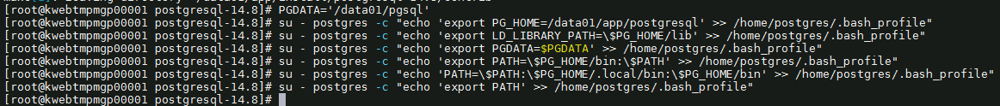 [root@kwebtmpmgp00001 postgresql-14.8]# PGDATA='/data01/pgsql'
[root@kwebtmpmgp00001 postgresql-14.8]# su - postgres -c "echo 'export PG_HOME=/data01/app/postgresql' >> /home/postgres/.bash_profile"
[root@kwebtmpmgp00001 postgresql-14.8]# su - postgres -c "echo 'export LD_LIBRARY_PATH=\$PG_HOME/lib' >> /home/postgres/.bash_profile"
[root@kwebtmpmgp00001 postgresql-14.8]# su - postgres -c "echo 'export PGDATA=$PGDATA' >> /home/postgres/.bash_profile"
[root@kwebtmpmgp00001 postgresql-14.8]# su - postgres -c "echo 'export PATH=\$PG_HOME/bin:\$PATH' >> /home/postgres/.bash_profile"
[root@kwebtmpmgp00001 postgresql-14.8]# su - postgres -c "echo 'PATH=\$PATH:\$PG_HOME/.local/bin:\$PG_HOME/bin' >> /home/postgres/.bash_profile"
[root@kwebtmpmgp00001 postgresql-14.8]# su - postgres -c "echo 'export PATH' >> /home/postgres/.bash_profile"
[root@kwebtmpmgp00001 postgresql-14.8]#